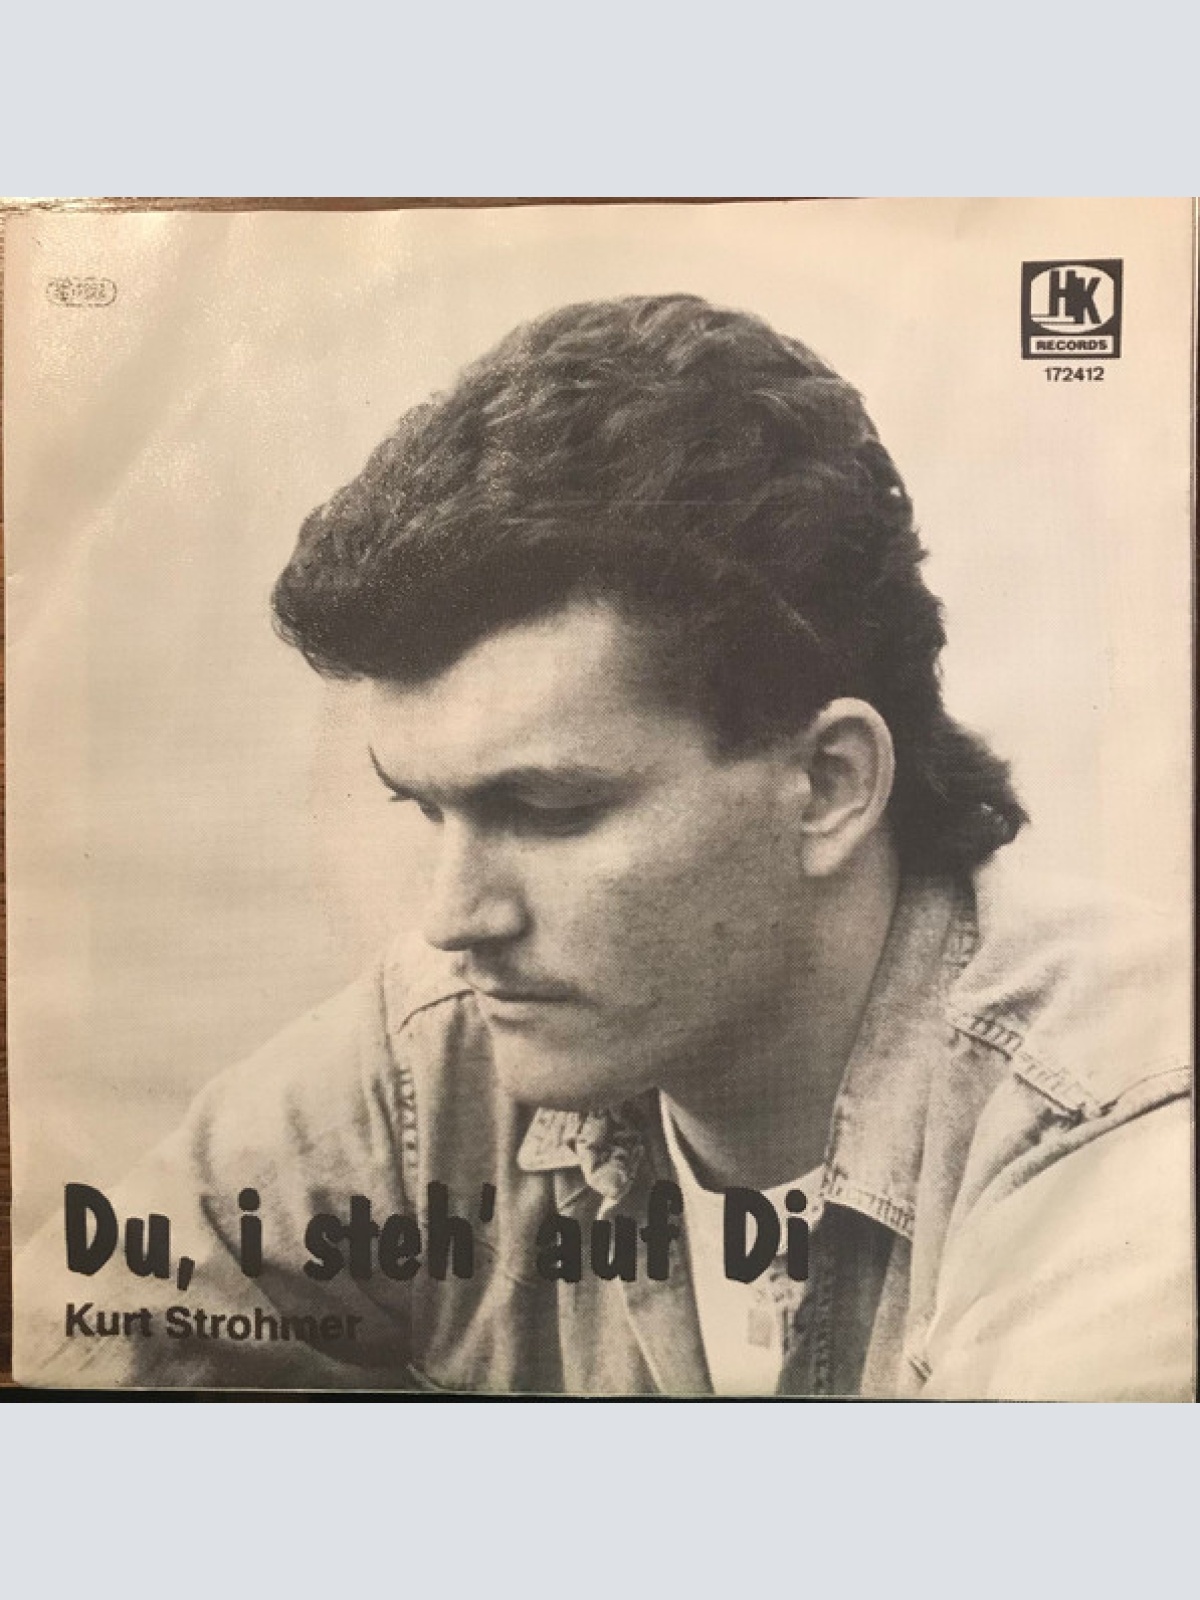 HK
RECORDS
172412
Du, i steh' auf Di
Kurt Strohmer